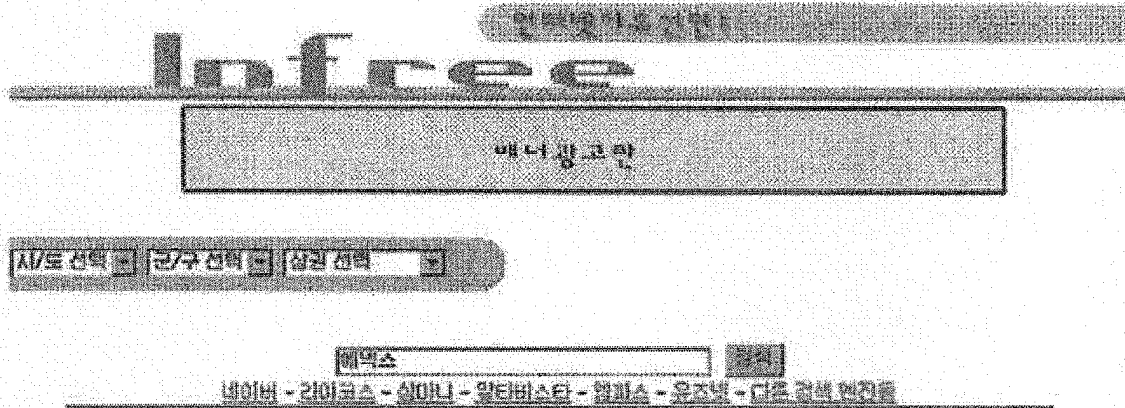 Infree
배너광고란
시/도 선택 군/구 선택 상권 선택
검색
네이버 - 라이코스 - 심마니 - 알타비스타 - 엠파스 - 유즈넷 - 다른 검색 엔진들